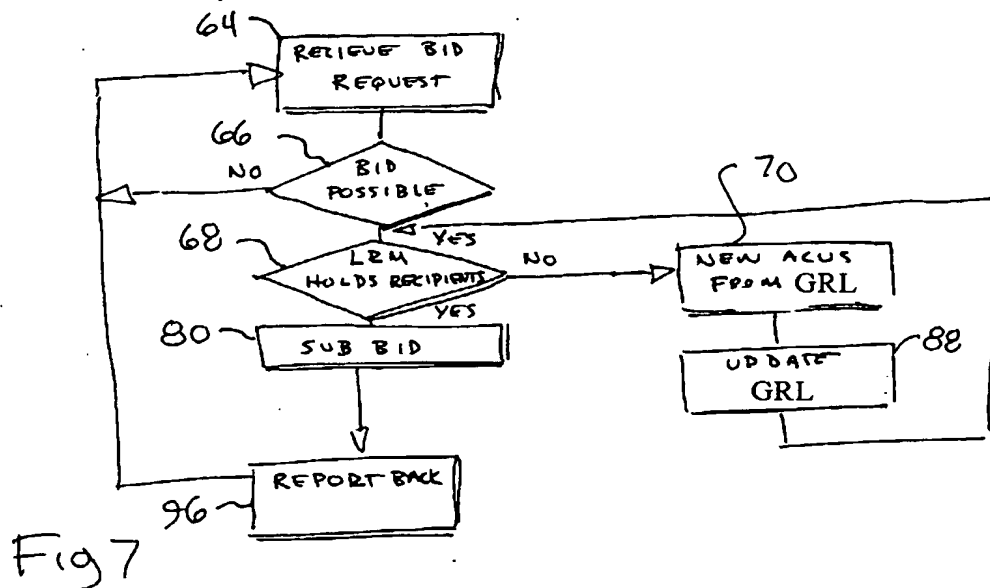 64
RECIEVE BID
REQUEST
66
NO
BID
POSSIBLE
70
YES
68
LRM
HOLDS RECIPIENTS
NO
NEW ACUS
FROM GRL
YES
80
SUB BID
UPDATE
GRL
88
REPORT BACK
96
Fig 7